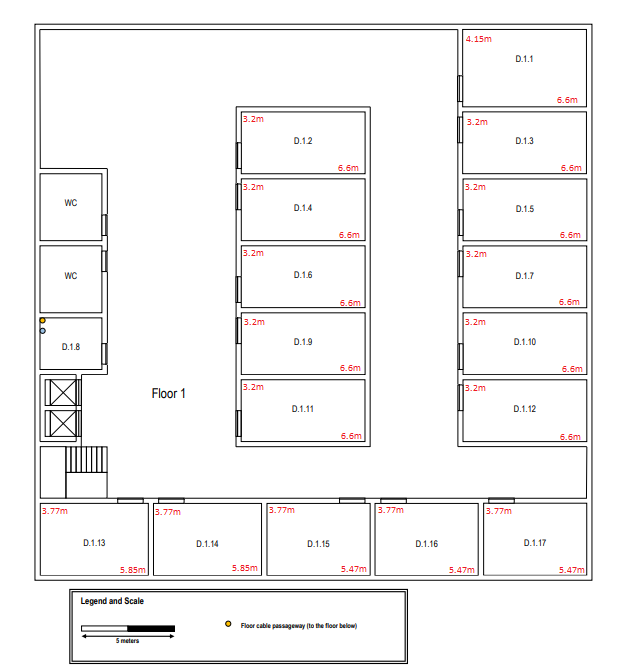 4.15m
D.1.1
6.6m
3.2m
D.1.2
6.6m
3.2m
D.1.3
6.6m
WC
3.2m
D.1.4
6.6m
3.2m
D.1.5
6.6m
WC
3.2m
D.1.6
6.6m
3.2m
D.1.7
6.6m
D.1.8
3.2m
D.1.9
6.6m
3.2m
D.1.10
6.6m
Floor 1
3.2m
D.1.11
6.6m
3.2m
D.1.12
6.6m
3.77m
D.1.13
5.85m
3.77m
D.1.14
5.85m
3.77m
D.1.15
5.47m
3.77m
D.1.16
5.47m
3.77m
D.1.17
5.47m
Legend and Scale
5 meters
Floor cable passageway (to the floor below)